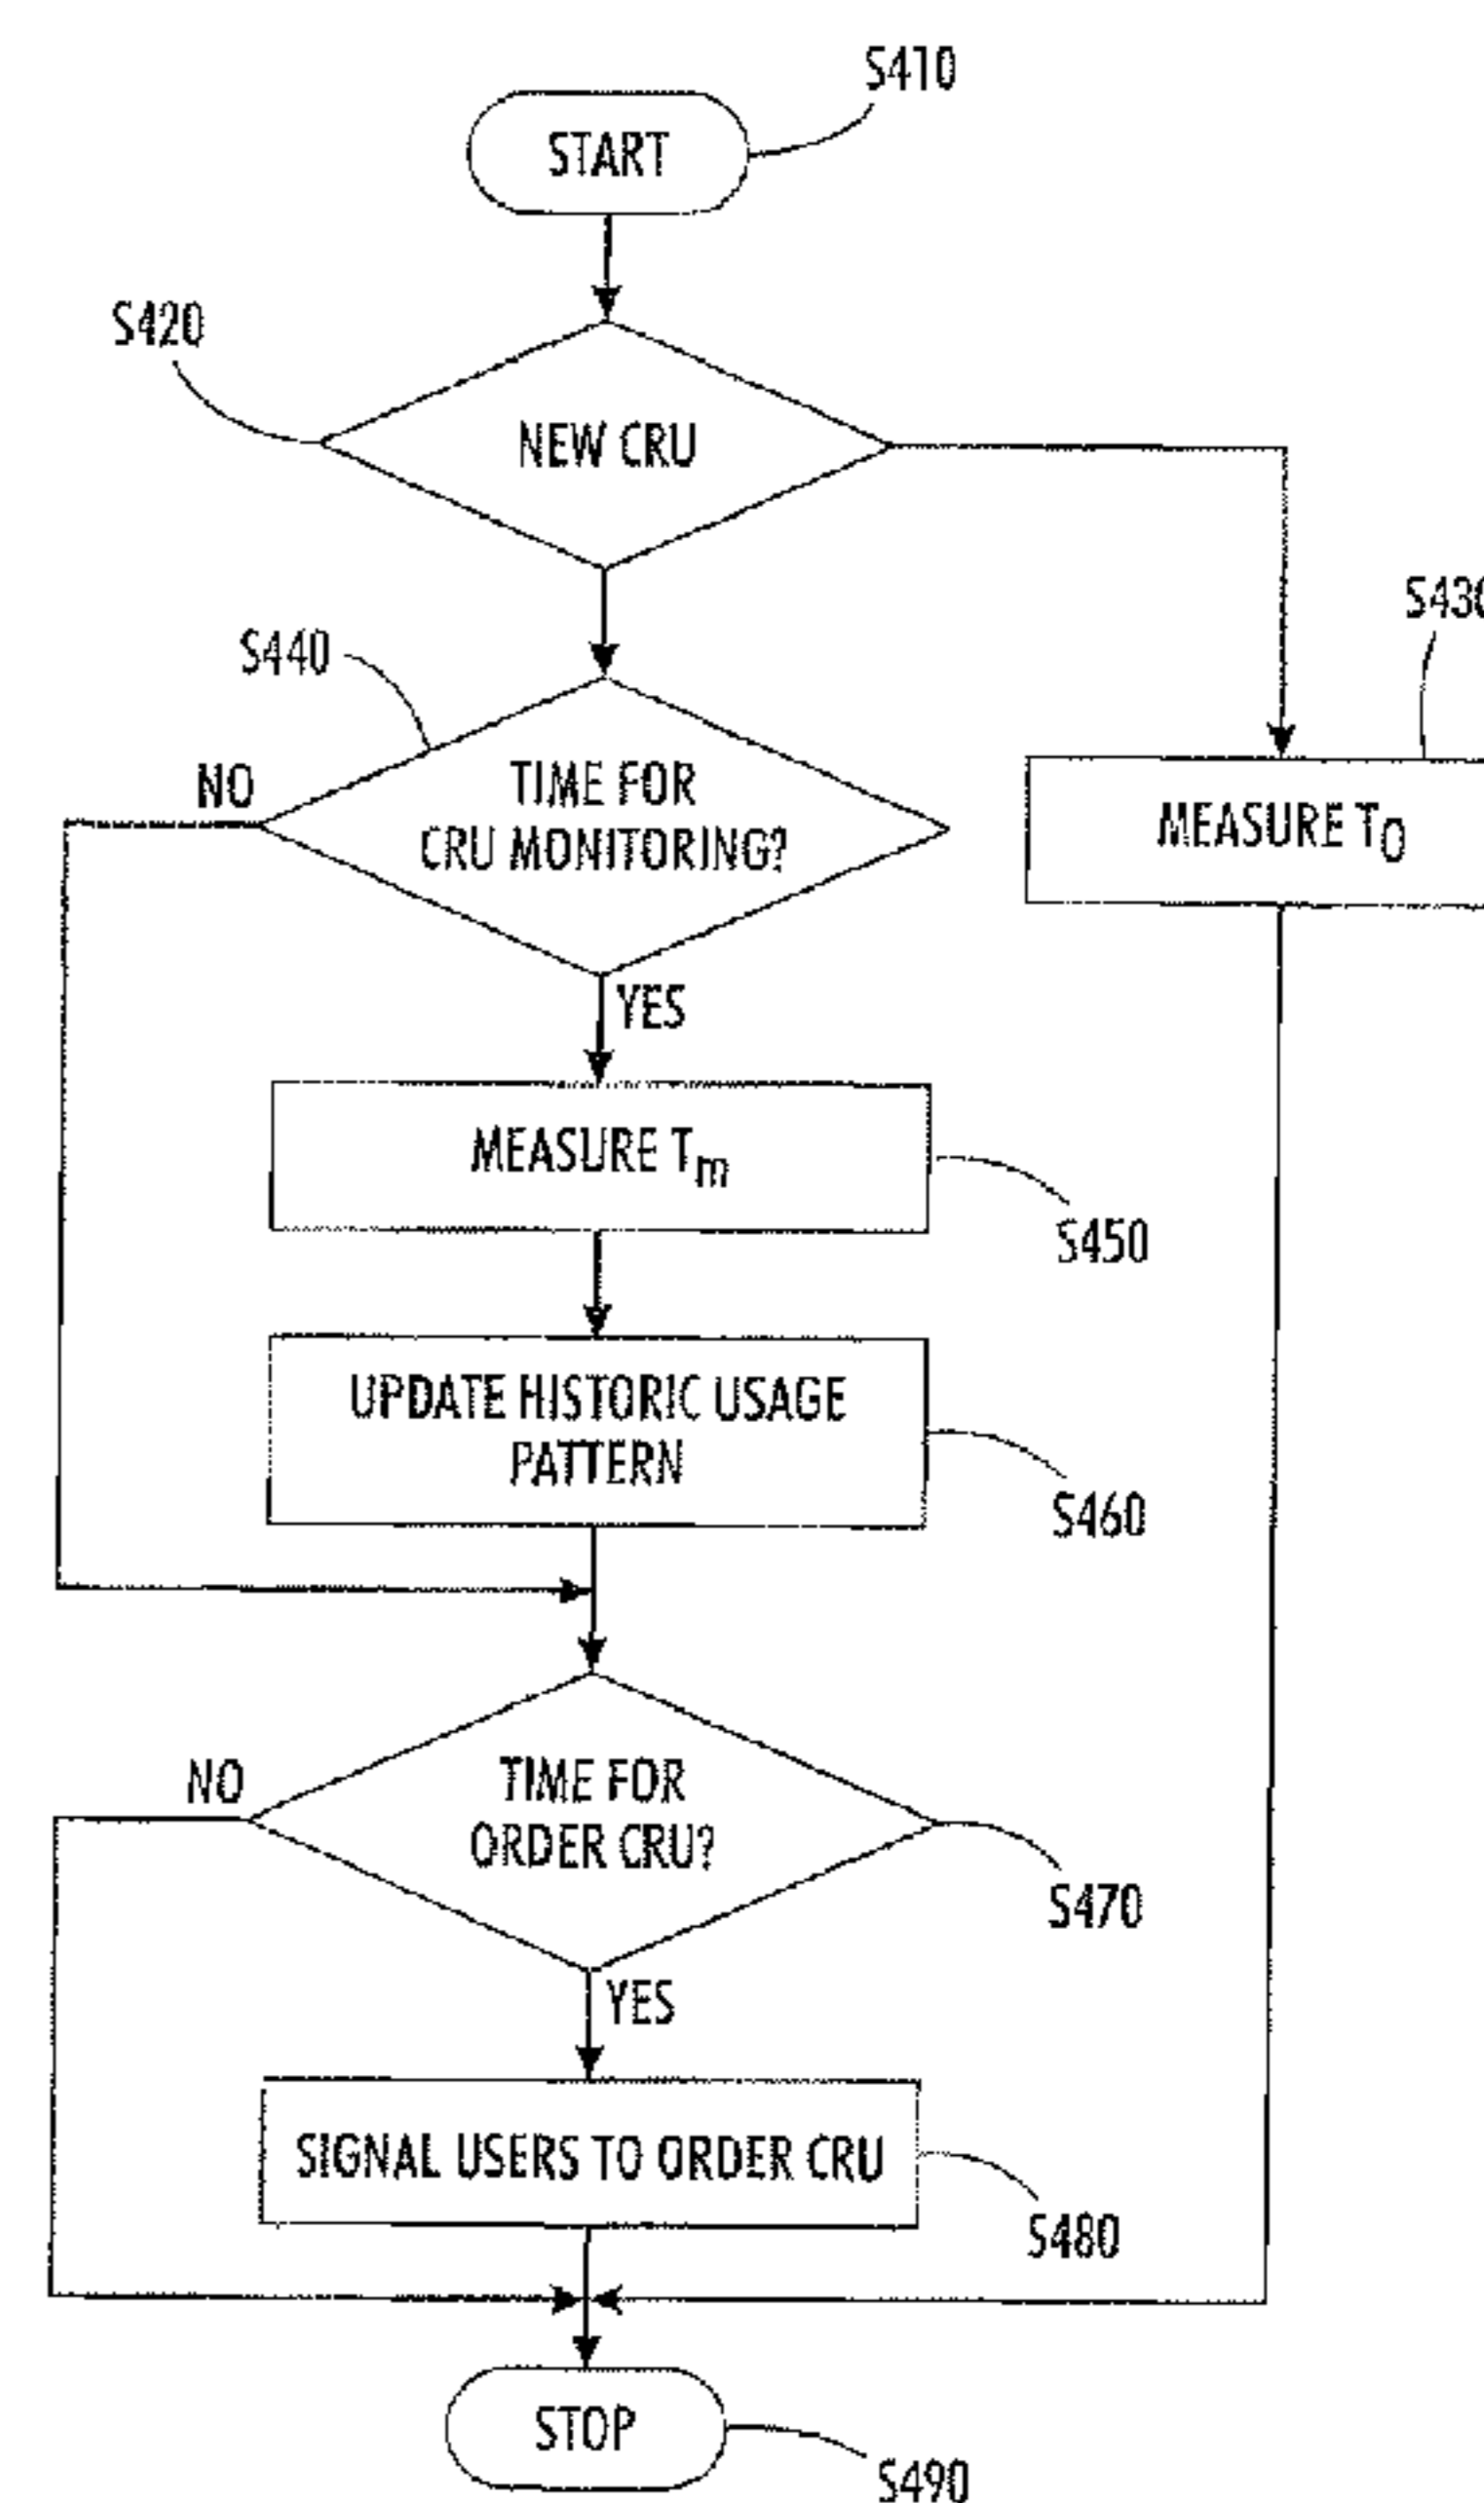 S410
START
S420
NEW CRU
S430
S440
NO
TIME FOR
CRU MONITORING?
MEASURE T0
YES
MEASURE Tm
S450
UPDATE HISTORIC USAGE
PATTERN
S460
NO
TIME FOR
ORDER CRU?
S470
YES
SIGNAL USERS TO ORDER CRU
S480
STOP
S490